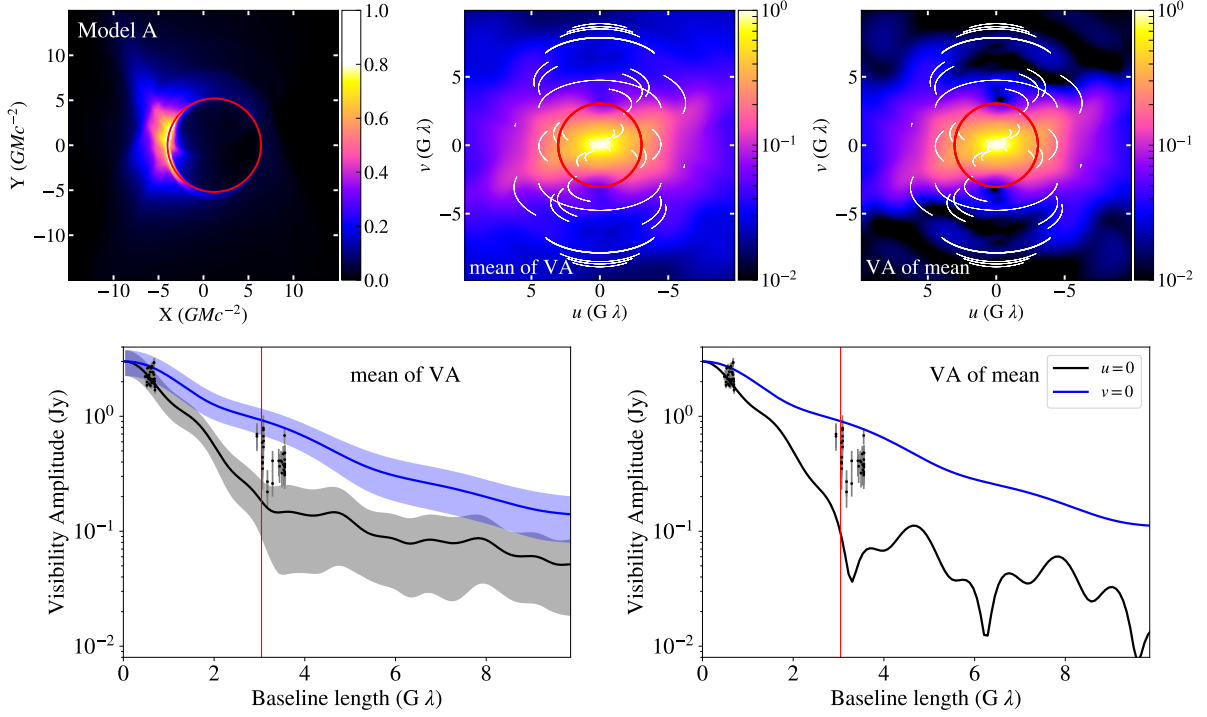 Model A
Y (GMc⁻²)
10
5
0
−5
−10
−10 −5 0 5 10
X (GMc⁻²)
1.0
0.8
0.6
0.4
0.2
0.0
v (G λ)
5
0
−5
mean of VA
5 0 −5
u (G λ)
10⁰
10⁻¹
10⁻²
v (G λ)
5
0
−5
VA of mean
5 0 −5
u (G λ)
10⁰
10⁻¹
10⁻²
mean of VA
Visibility Amplitude (Jy)
10⁰
10⁻¹
10⁻²
0 2 4 6 8
Baseline length (G λ)
VA of mean
u = 0
v = 0
Visibility Amplitude (Jy)
10⁰
10⁻¹
10⁻²
0 2 4 6 8
Baseline length (G λ)